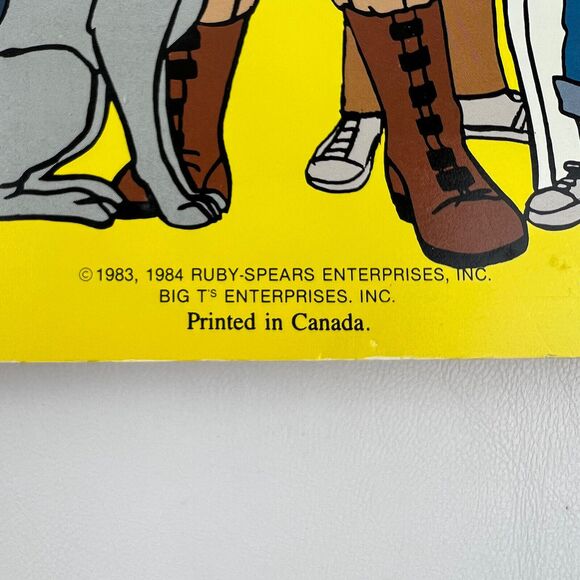 © 1983, 1984 RUBY-SPEARS ENTERPRISES, INC.
BIG T's ENTERPRISES. INC.
Printed in Canada.